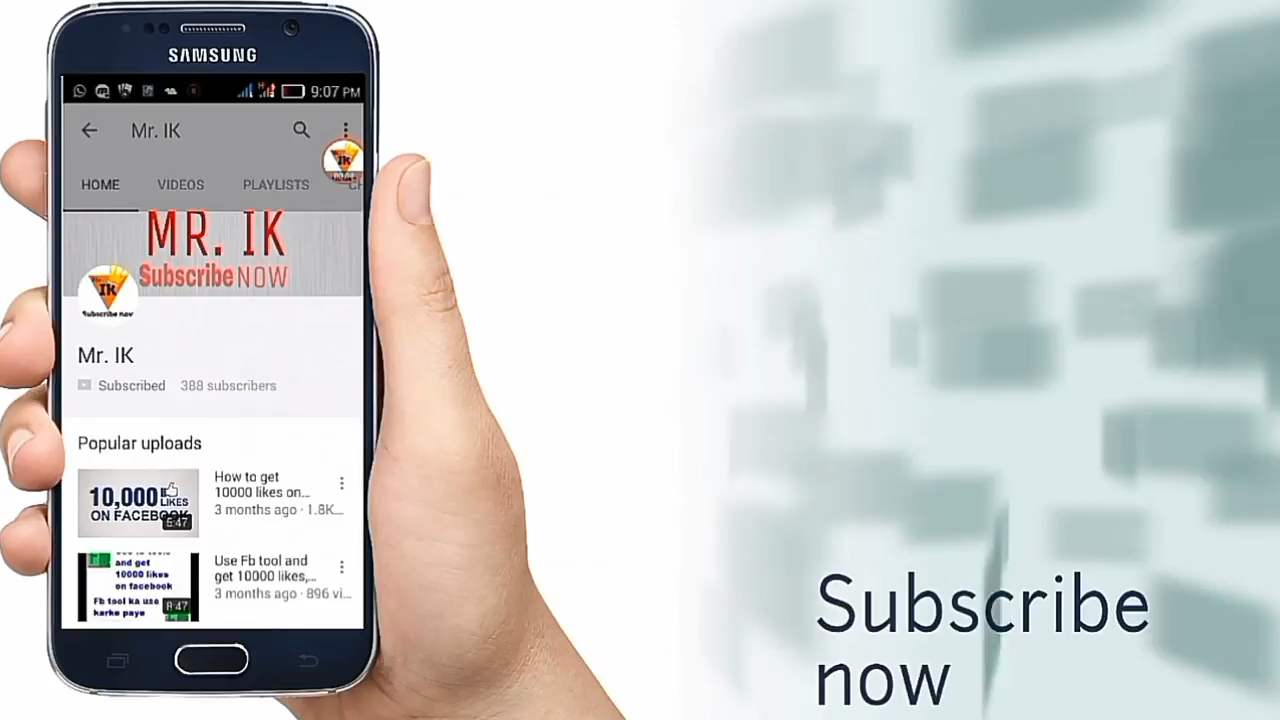 SAMSUNG
9:07 PM
Mr. IK
HOME VIDEOS PLAYLISTS
IK
MR. IK
Subscribe NOW
IK
Subscribe now
Mr. IK
Subscribed 388 subscribers
Popular uploads
10,000 LIKES
ON FACEBOOK
How to get
10000 likes on...
3 months ago · 1.8K...
and get
10000 likes
on facebook
Fb tool ka use
karke paye
8:47
Use Fb tool and
get 10000 likes,...
3 months ago · 896 vi...
Subscribe
now